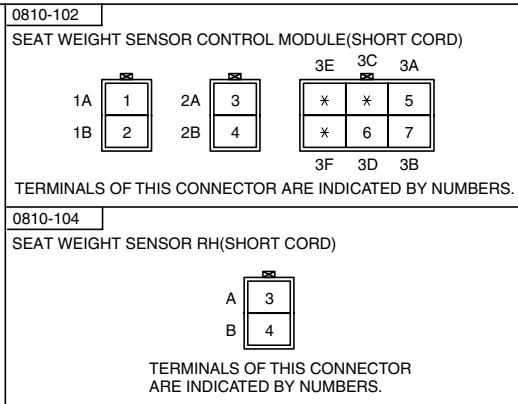 0810-102
SEAT WEIGHT SENSOR CONTROL MODULE(SHORT CORD)
3E 3C 3A
1A 1 2A 3 * * 5
1B 2 2B 4 * 6 7
3F 3D 3B
TERMINALS OF THIS CONNECTOR ARE INDICATED BY NUMBERS.
0810-104
SEAT WEIGHT SENSOR RH(SHORT CORD)
A 3
B 4
TERMINALS OF THIS CONNECTOR
ARE INDICATED BY NUMBERS.